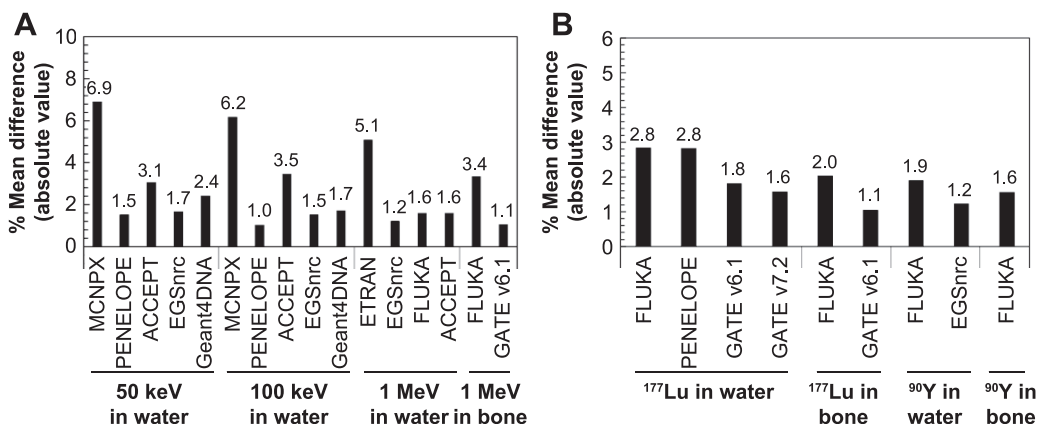 A
% Mean difference
(absolute value)
10
8
6
4
2
0
6.9
1.5
3.1
1.7
2.4
6.2
1.0
3.5
1.5
1.7
5.1
1.2
1.6
1.6
3.4
1.1
MCNPX
PENELOPE
ACCEPT
EGSnrc
Geant4DNA
MCNPX
PENELOPE
ACCEPT
EGSnrc
Geant4DNA
ETRAN
EGSnrc
FLUKA
ACCEPT
FLUKA
GATE v6.1
50 keV
in water
100 keV
in water
1 MeV
in water
1 MeV
in bone
B
% Mean difference
(absolute value)
6
5
4
3
2
1
0
2.8
2.8
1.8
1.6
2.0
1.1
1.9
1.2
1.6
FLUKA
PENELOPE
GATE v6.1
GATE v7.2
FLUKA
GATE v6.1
FLUKA
EGSnrc
FLUKA
¹⁷⁷Lu in water
¹⁷⁷Lu in
bone
⁹⁰Y in
water
⁹⁰Y in
bone